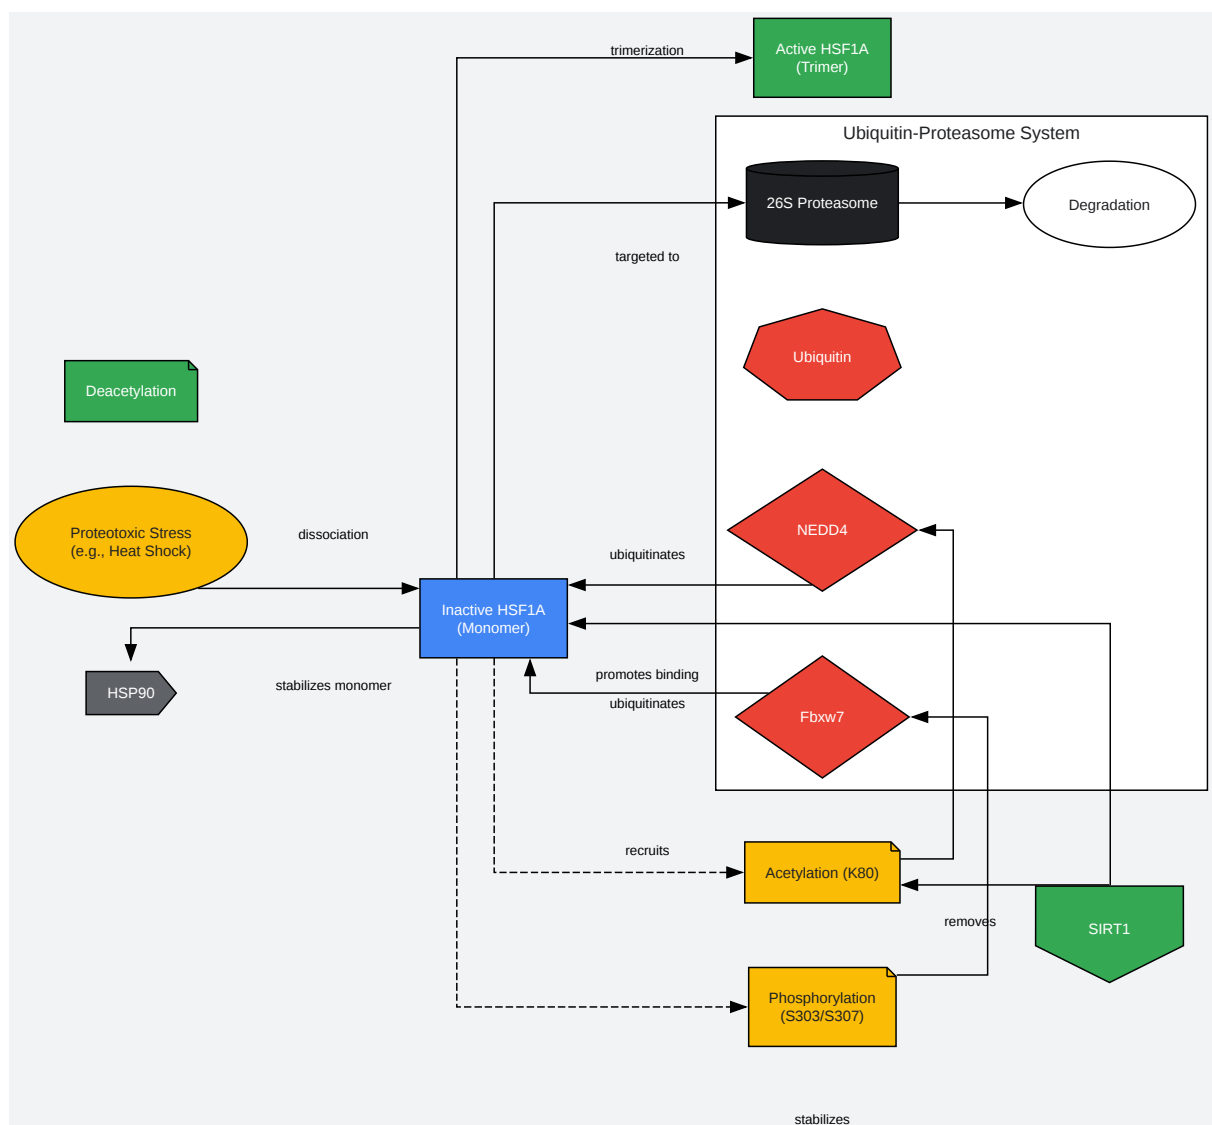 trimerization
Active HSF1A
(Trimer)
Ubiquitin-Proteasome System
26S Proteasome
Degradation
targeted to
Ubiquitin
Deacetylation
Proteotoxic Stress
(e.g., Heat Shock)
dissociation
NEDD4
ubiquitinates
Inactive HSF1A
(Monomer)
HSP90
stabilizes monomer
promotes binding
ubiquitinates
Fbxw7
recruits
Acetylation (K80)
removes
SIRT1
Phosphorylation
(S303/S307)
stabilizes